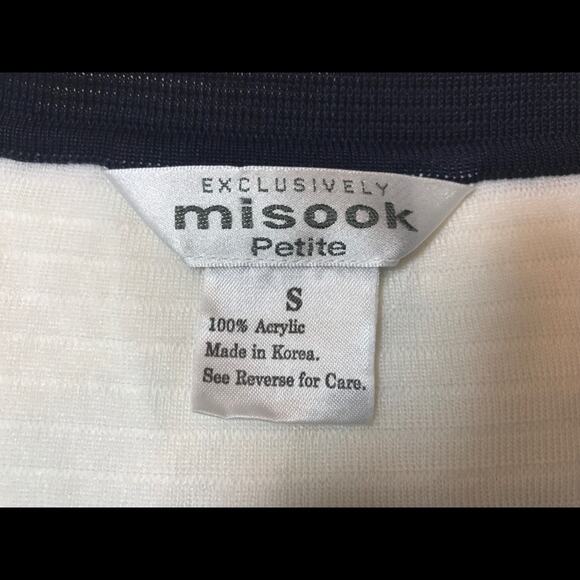 EXCLUSIVELY
misook
Petite
S
100% Acrylic
Made in Korea.
See Reverse for Care.